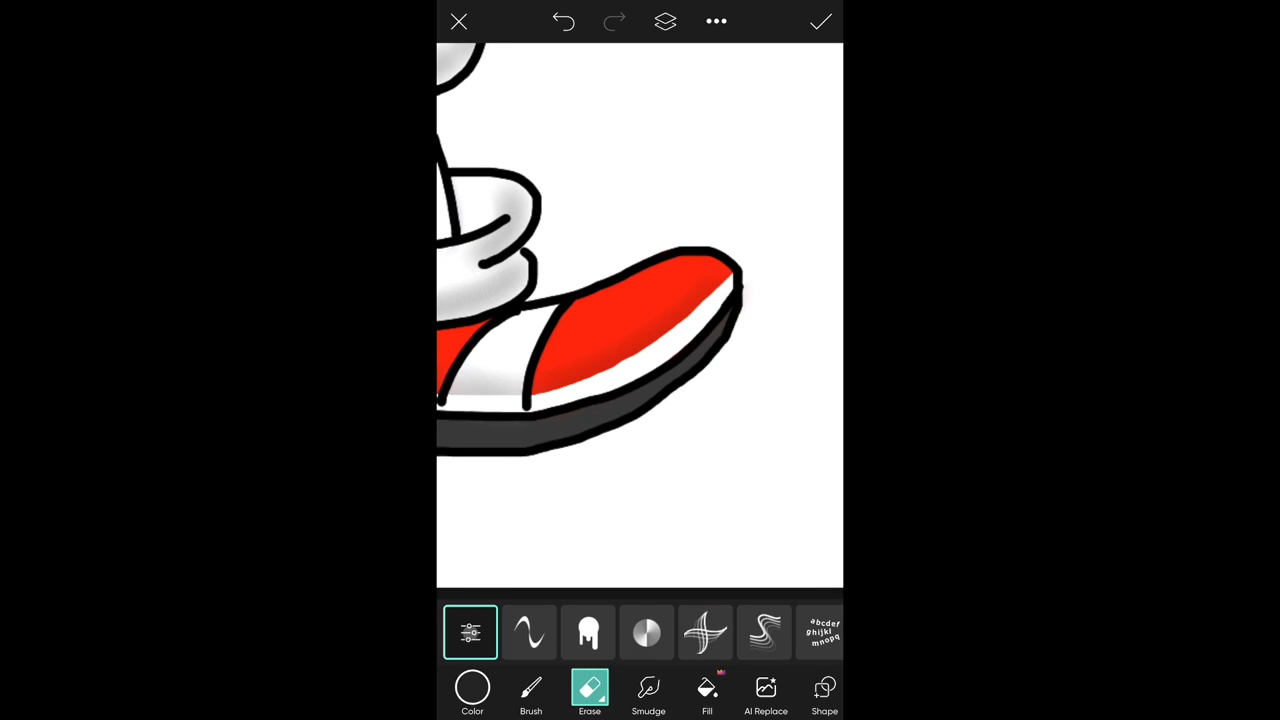 abcdef
ghijkl
mnopq
Color
Brush
Erase
Smudge
Fill
AI Replace
Shape